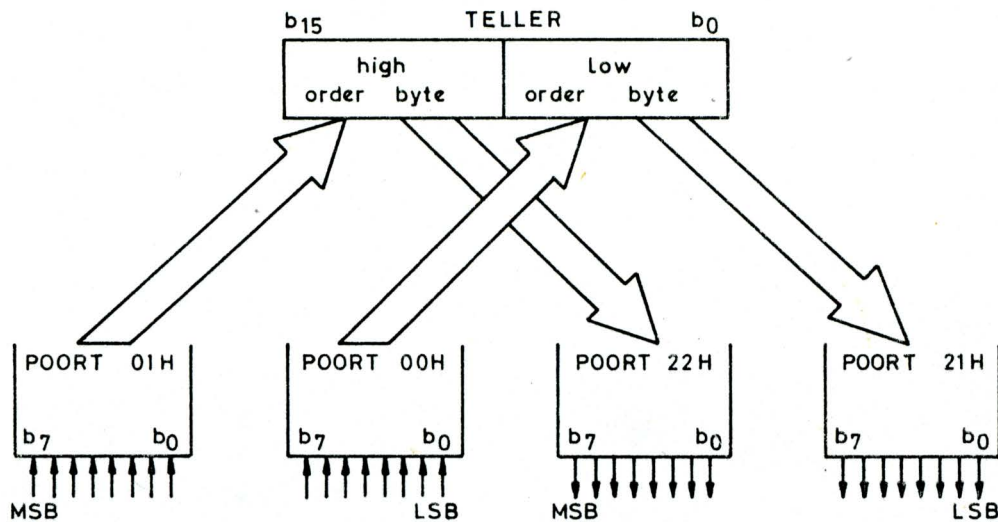 b15 TELLER b0
high low
order byte order byte
POORT 01H POORT 00H POORT 22H POORT 21H
b7 b0 b7 b0 b7 b0 b7 b0
MSB LSB MSB LSB